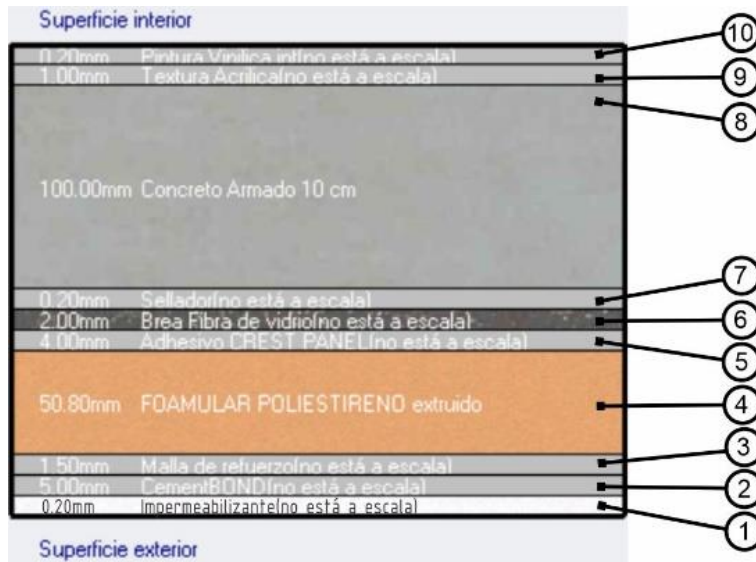 Superficie interior
0.20mm Pintura Vinilica int(no está a escala) 10
1.00mm Textura Acrilica(no está a escala) 9
8
100.00mm Concreto Armado 10 cm
0.20mm Sellador(no está a escala) 7
2.00mm Brea Fibra de vidrio(no está a escala) 6
4.00mm Adhesivo CREST PANEL(no está a escala) 5
50.80mm FOAMULAR POLIESTIRENO extruido 4
1.50mm Malla de refuerzo(no está a escala) 3
5.00mm CementBOND(no está a escala) 2
0.20mm Impermeabilizante(no está a escala) 1
Superficie exterior